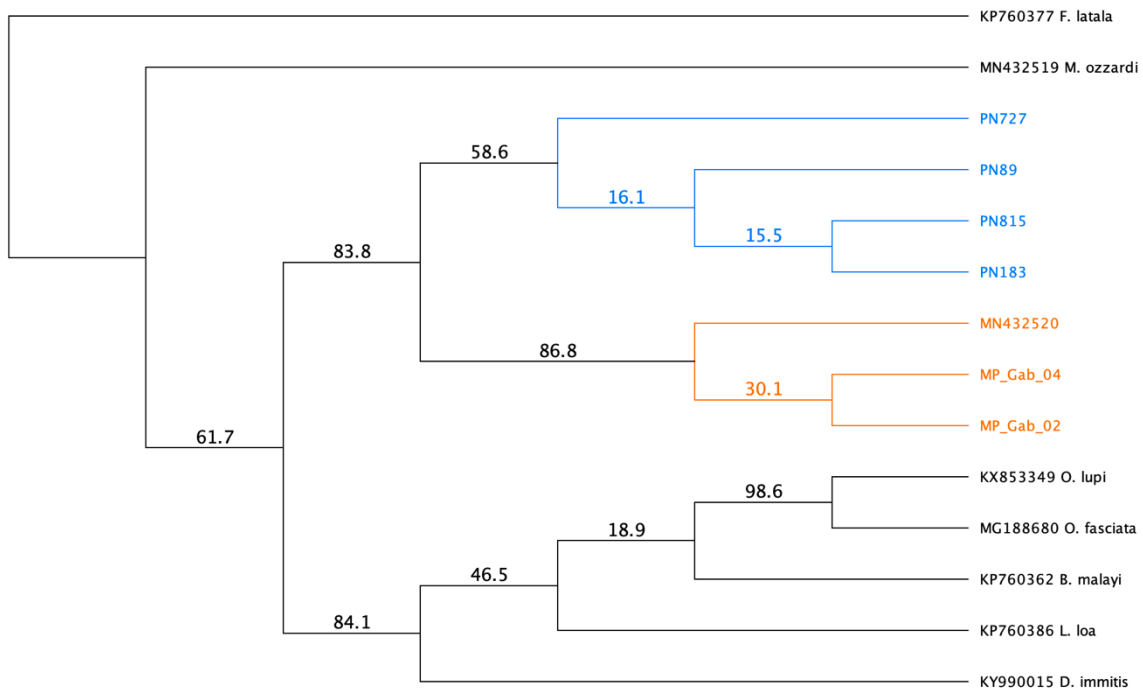 KP760377 F. latala
MN432519 M. ozzardi
PN727
58.6
PN89
16.1
PN815
15.5
83.8
PN183
MN432520
86.8
MP_Gab_04
30.1
MP_Gab_02
61.7
KX853349 O. lupi
98.6
MG188680 O. fasciata
18.9
KP760362 B. malayi
46.5
KP760386 L. loa
84.1
KY990015 D. immitis